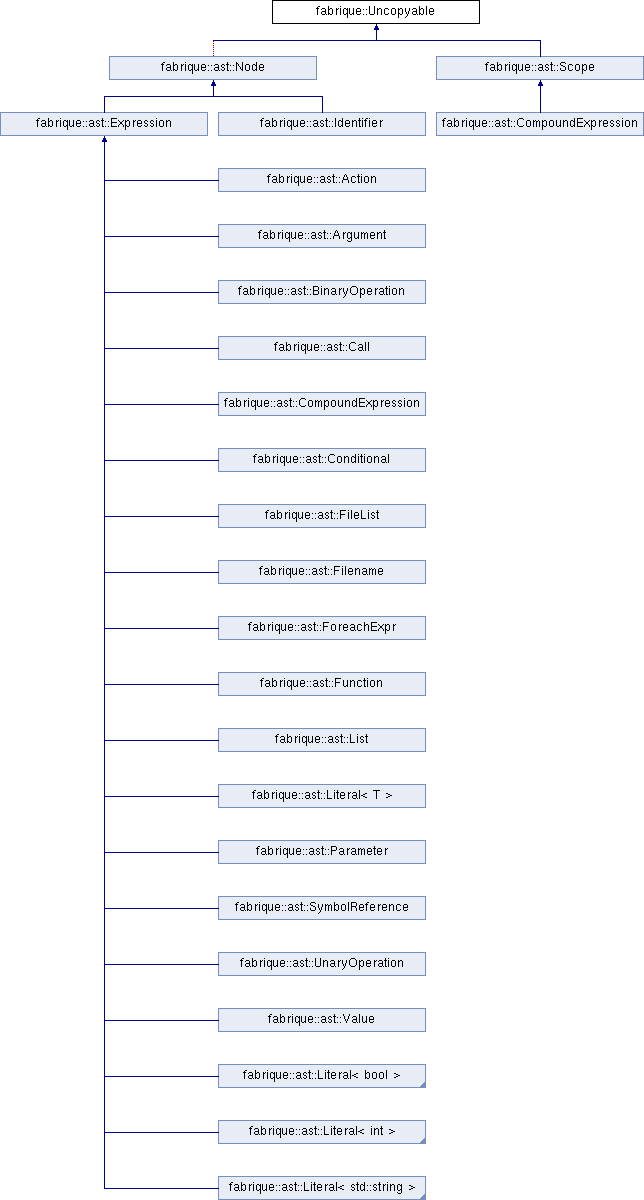 fabrique::Uncopyable
fabrique::ast::Node
fabrique::ast::Scope
fabrique::ast::Expression
fabrique::ast::Identifier
fabrique::ast::CompoundExpression
fabrique::ast::Action
fabrique::ast::Argument
fabrique::ast::BinaryOperation
fabrique::ast::Call
fabrique::ast::CompoundExpression
fabrique::ast::Conditional
fabrique::ast::FileList
fabrique::ast::Filename
fabrique::ast::ForeachExpr
fabrique::ast::Function
fabrique::ast::List
fabrique::ast::Literal< T >
fabrique::ast::Parameter
fabrique::ast::SymbolReference
fabrique::ast::UnaryOperation
fabrique::ast::Value
fabrique::ast::Literal< bool >
fabrique::ast::Literal< int >
fabrique::ast::Literal< std::string >